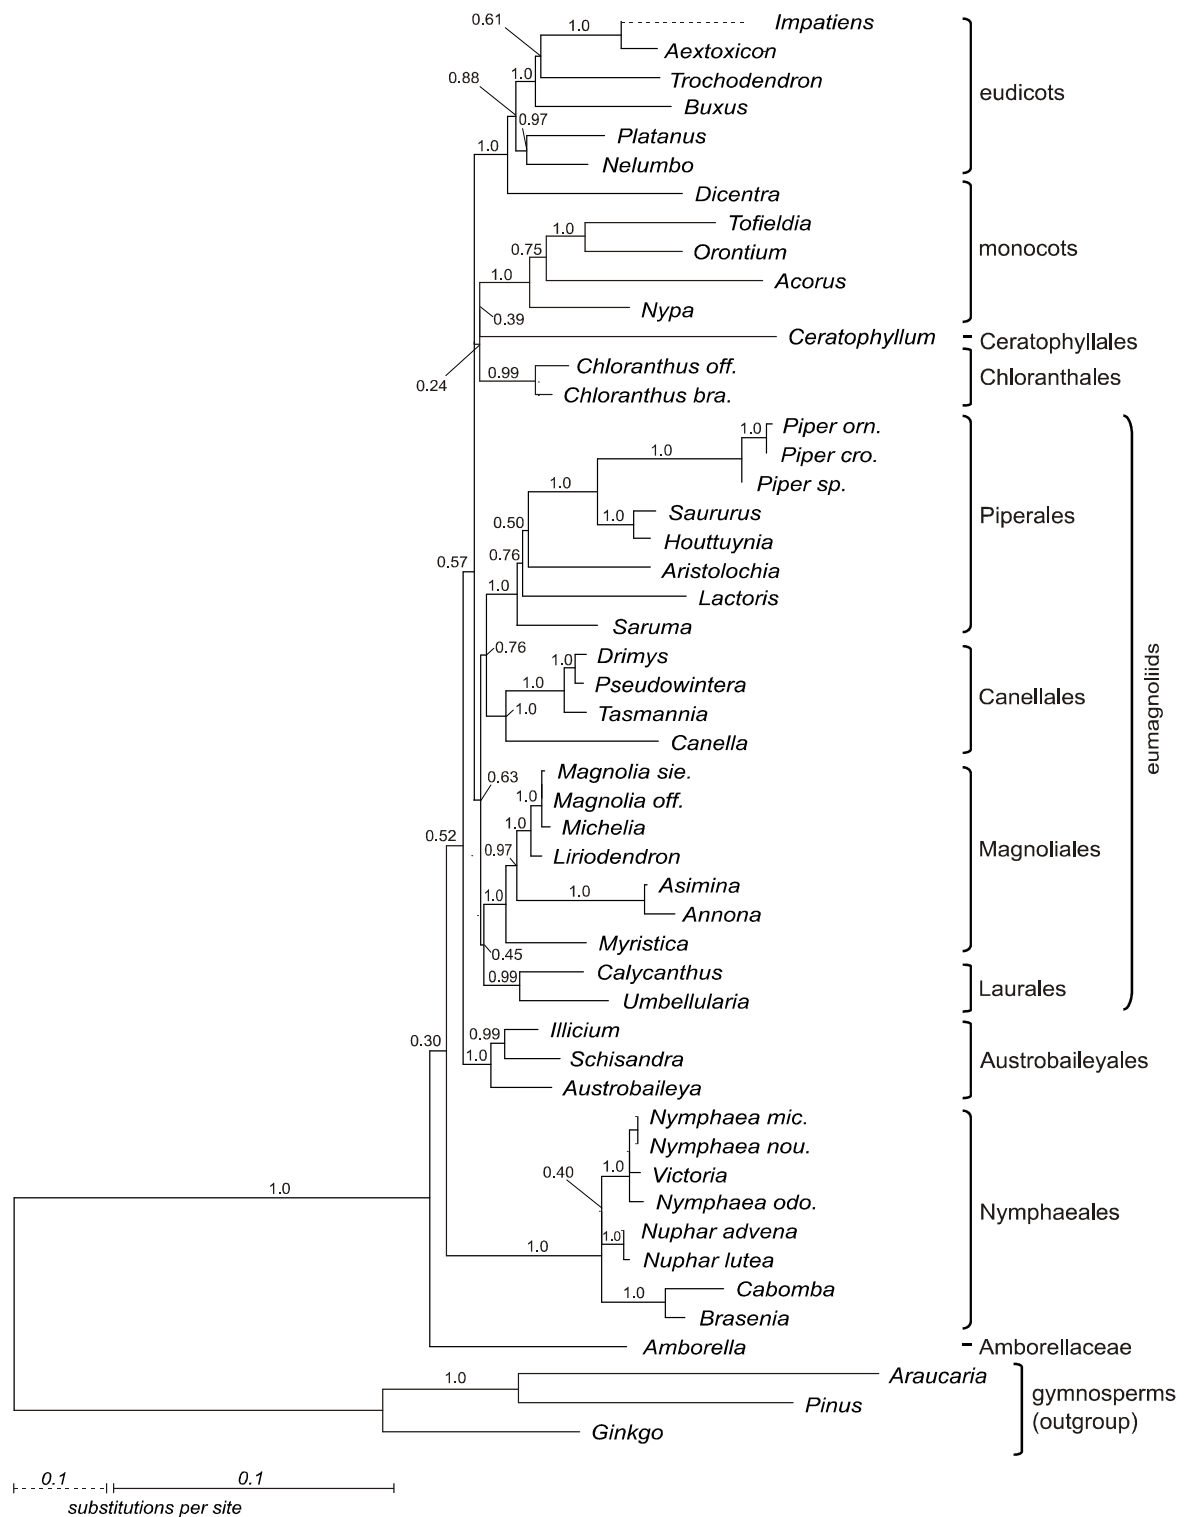 0.61
1.0
Impatiens
Aextoxicon
Trochodendron
1.0
0.88
Buxus
eudicots
0.97
Platanus
1.0
Nelumbo
Dicentra
Tofieldia
1.0
Orontium
0.75
monocots
Acorus
1.0
Nypa
0.39
Ceratophyllum
Ceratophyllales
Chloranthus off.
0.99
0.24
Chloranthus bra.
Chloranthales
Piper orn.
1.0
Piper cro.
1.0
Piper sp.
1.0
Saururus
1.0
Houttuynia
Piperales
0.50
Aristolochia
0.76
0.57
Lactoris
1.0
Saruma
0.76
Drimys
1.0
Pseudowintera
1.0
Tasmannia
1.0
Canella
Canellales
eumagnoliids
Magnolia sie.
0.63
Magnolia off.
1.0
Michelia
1.0
0.52
Liriodendron
0.97
Magnoliales
Asimina
1.0
Annona
1.0
Myristica
0.45
Calycanthus
0.99
Umbellularia
Laurales
Illicium
0.99
0.30
Schisandra
1.0
Austrobaileya
Austrobaileyales
Nymphaea mic.
Nymphaea nou.
Victoria
1.0
0.40
Nymphaea odo.
1.0
Nuphar advena
1.0
Nuphar lutea
1.0
Cabomba
1.0
Brasenia
Nymphaeales
Amborella
Amborellaceae
Araucaria
1.0
Pinus
Ginkgo
gymnosperms
(outgroup)
0.1
0.1
substitutions per site